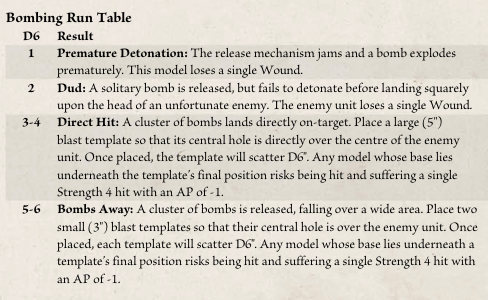 Bombing Run Table
D6 Result
1 Premature Detonation: The release mechanism jams and a bomb explodes
prematurely. This model loses a single Wound.
2 Dud: A solitary bomb is released, but fails to detonate before landing squarely
upon the head of an unfortunate enemy. The enemy unit loses a single Wound.
3-4 Direct Hit: A cluster of bombs lands directly on-target. Place a large (5")
blast template so that its central hole is directly over the centre of the enemy
unit. Once placed, the template will scatter D6". Any model whose base lies
underneath the template's final position risks being hit and suffering a single
Strength 4 hit with an AP of -1.
5-6 Bombs Away: A cluster of bombs is released, falling over a wide area. Place two
small (3") blast templates so that their central hole is over the enemy unit. Once
placed, each template will scatter D6". Any model whose base lies underneath a
template's final position risks being hit and suffering a single Strength 4 hit with
an AP of -1.